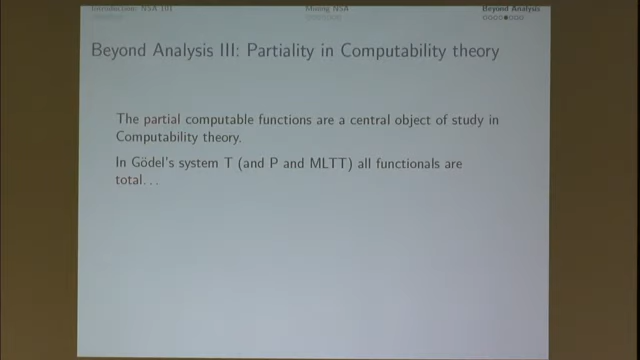 Introduction: NSA 101
Mining NSA
Beyond Analysis
Beyond Analysis III: Partiality in Computability theory
The partial computable functions are a central object of study in
Computability theory.
In Gödel's system T (and P and MLTT) all functionals are
total...